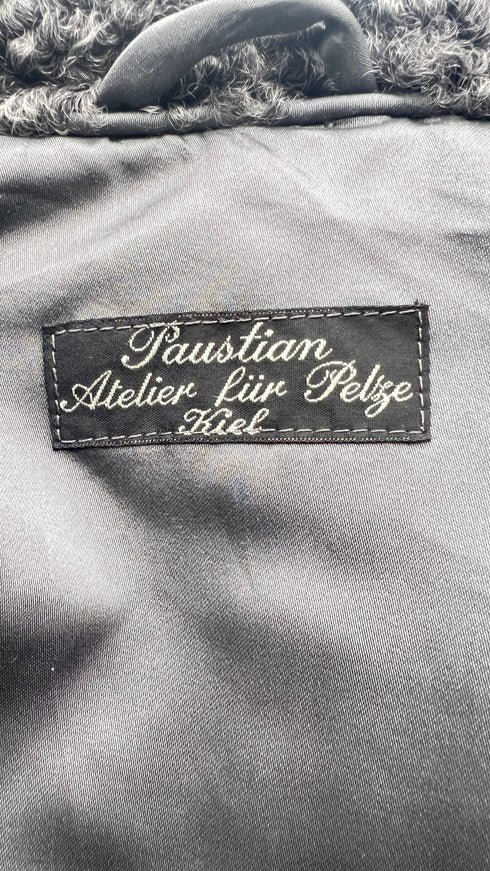 Paustian
Atelier für Pelze
Kiel